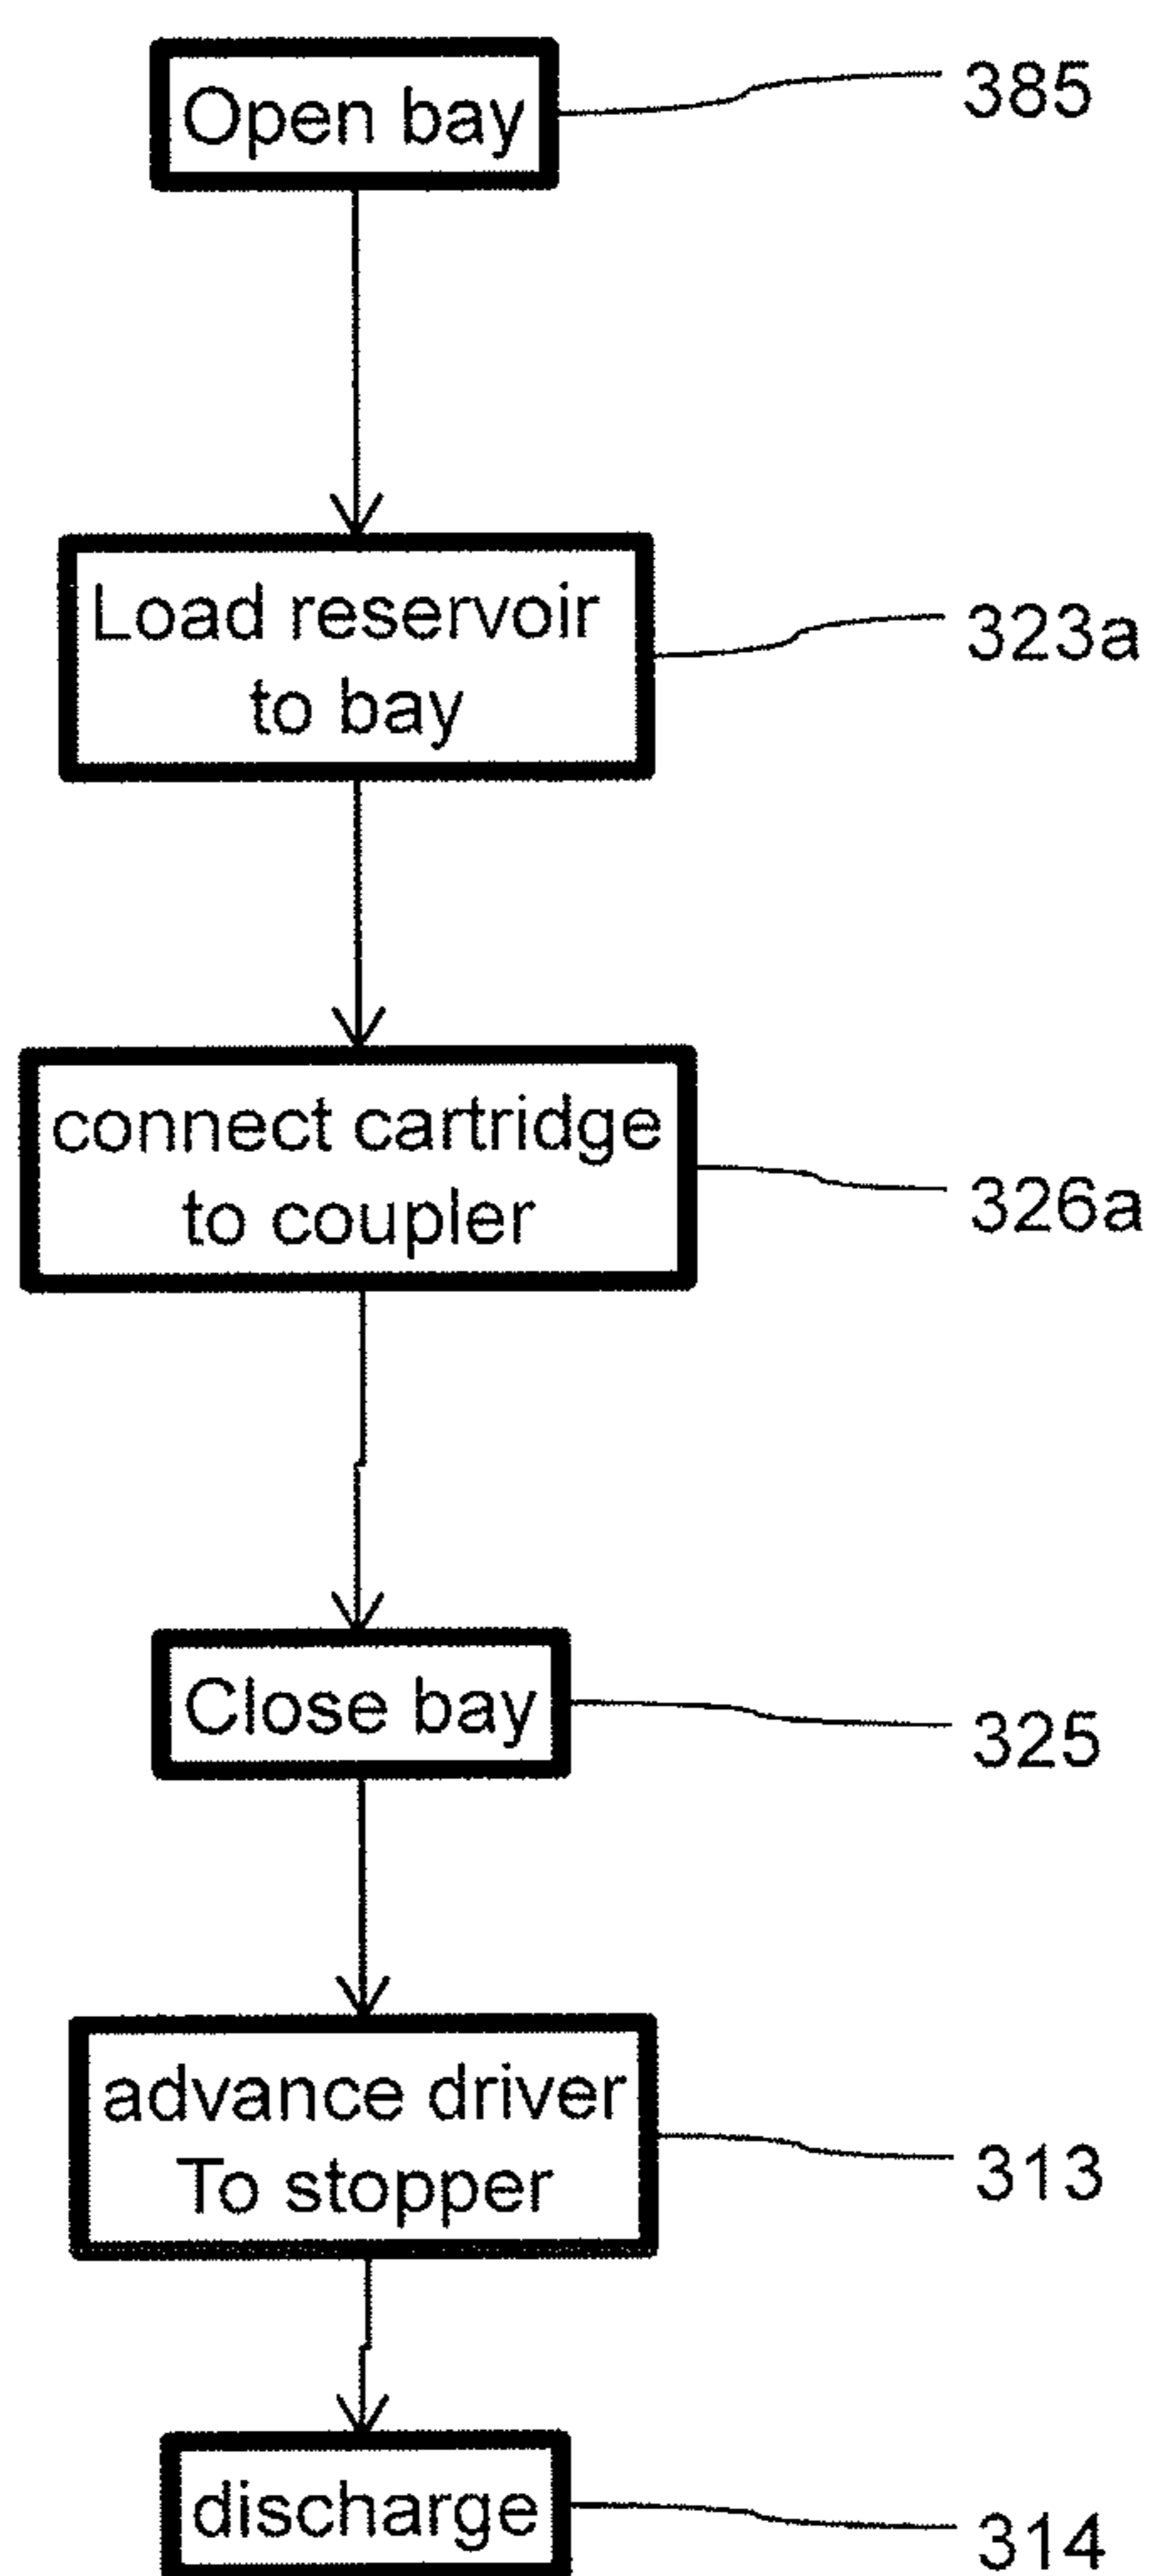 Open bay
385
Load reservoir
to bay
323a
connect cartridge
to coupler
326a
Close bay
325
advance driver
To stopper
313
discharge
314